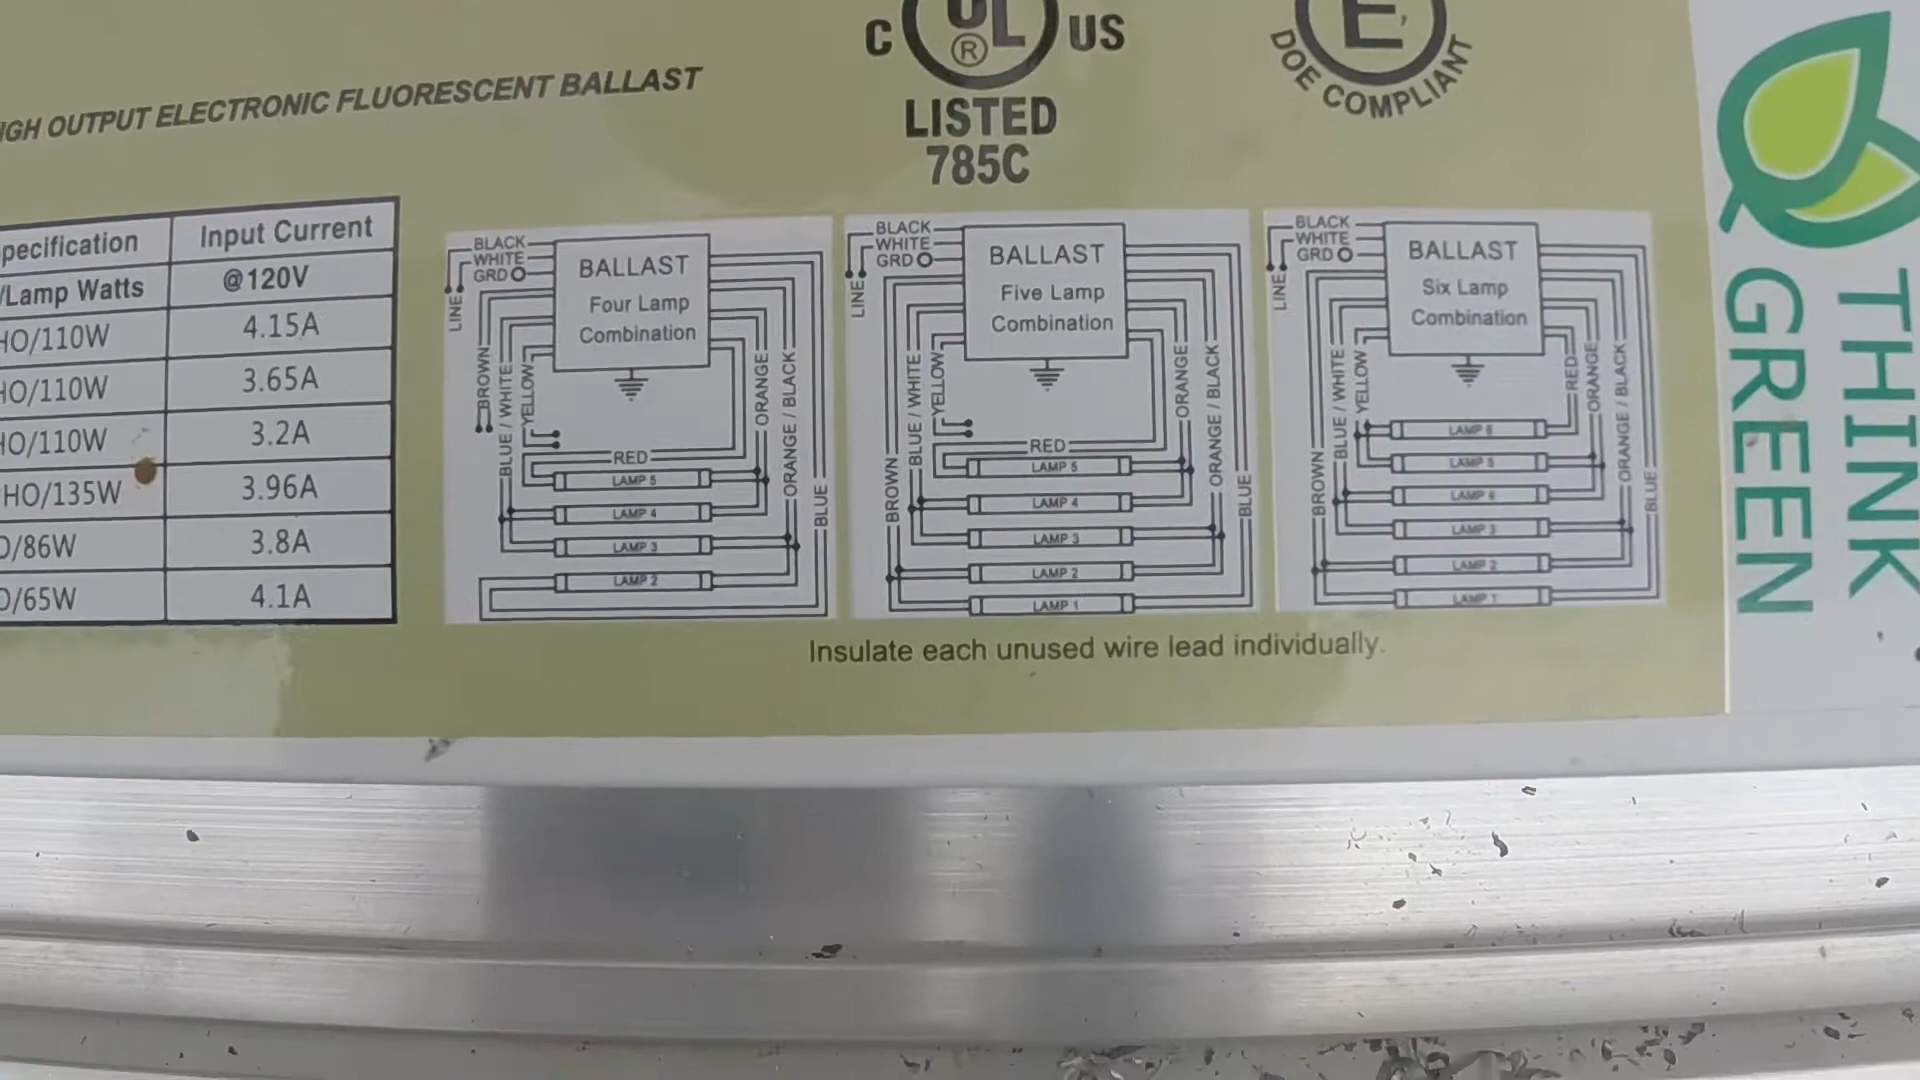 C UL US
®
LISTED
785C
E
DOE COMPLIANT
HIGH OUTPUT ELECTRONIC FLUORESCENT BALLAST
Input Current
/Lamp Watts
@120V
HO/110W
4.15A
HO/110W
3.65A
HO/110W
3.2A
HO/135W
3.96A
/86W
3.8A
/65W
4.1A
BLACK
WHITE
GRD
LINE
BALLAST
Four Lamp
Combination
BROWN
BLUE / WHITE
YELLOW
RED
ORANGE
ORANGE / BLACK
BLUE
LAMP 5
LAMP 4
LAMP 3
LAMP 2
BLACK
WHITE
GRD
LINE
BALLAST
Five Lamp
Combination
BROWN
BLUE / WHITE
YELLOW
RED
ORANGE
ORANGE / BLACK
BLUE
LAMP 5
LAMP 4
LAMP 3
LAMP 2
LAMP 1
BLACK
WHITE
GRD
LINE
BALLAST
Six Lamp
Combination
BROWN
BLUE / WHITE
YELLOW
RED
ORANGE
ORANGE / BLACK
BLUE
LAMP 6
LAMP 5
LAMP 4
LAMP 3
LAMP 2
LAMP 1
Insulate each unused wire lead individually.
THINK
GREEN